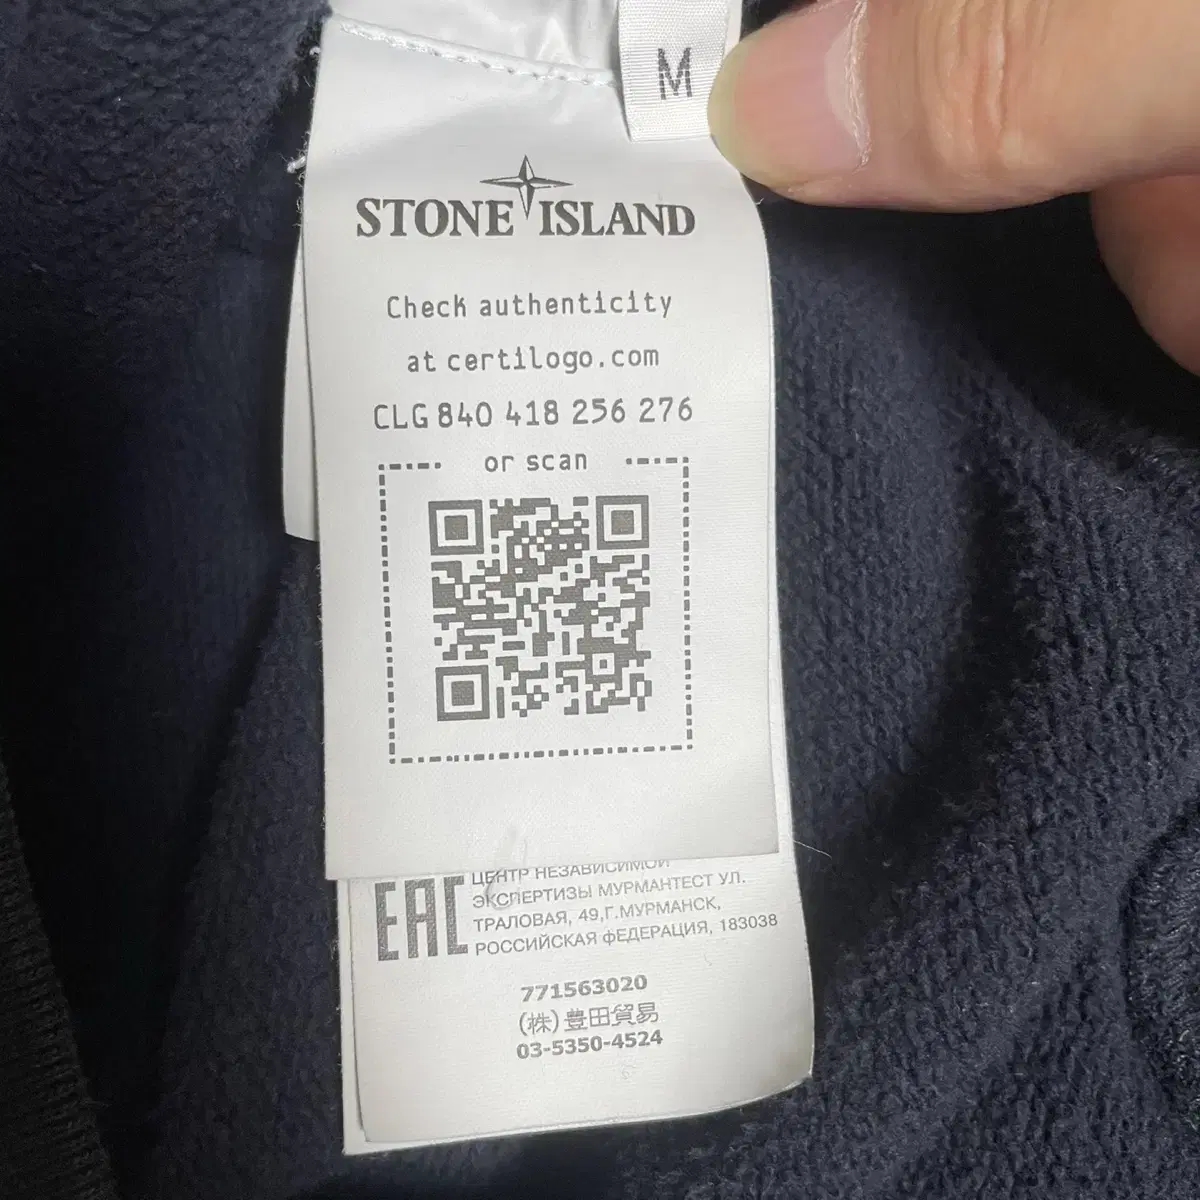 M
STONE ISLAND
Check authenticity
at certilogo.com
CLG 840 418 256 276
or scan
EAC
ЦЕНТР НЕЗАВИСИМОЙ
ЭКСПЕРТИЗЫ МУРМАНТЕСТ УЛ.
ТРАЛОВАЯ, 49,Г.МУРМАНСК,
РОССИЙСКАЯ ФЕДЕРАЦИЯ, 183038
771563020
(株)豊田貿易
03-5350-4524